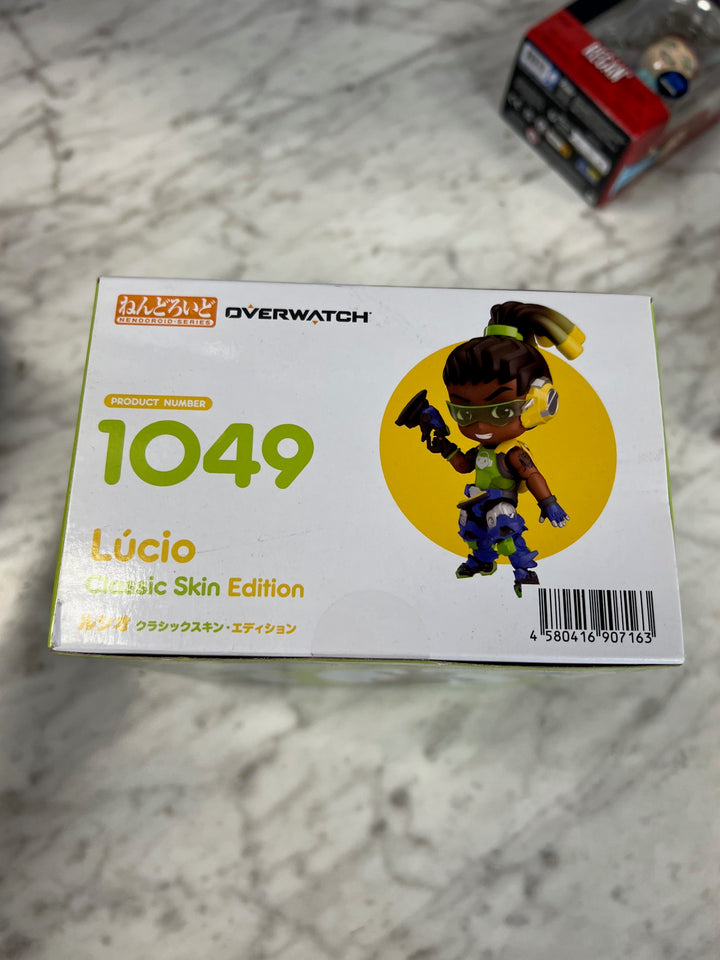 REGAN
ねんどろいど
NENDOROID·SERIES
OVERWATCH
PRODUCT NUMBER
1049
Lúcio
Classic Skin Edition
ルシオ クラシックスキン・エディション
4 580416 907163